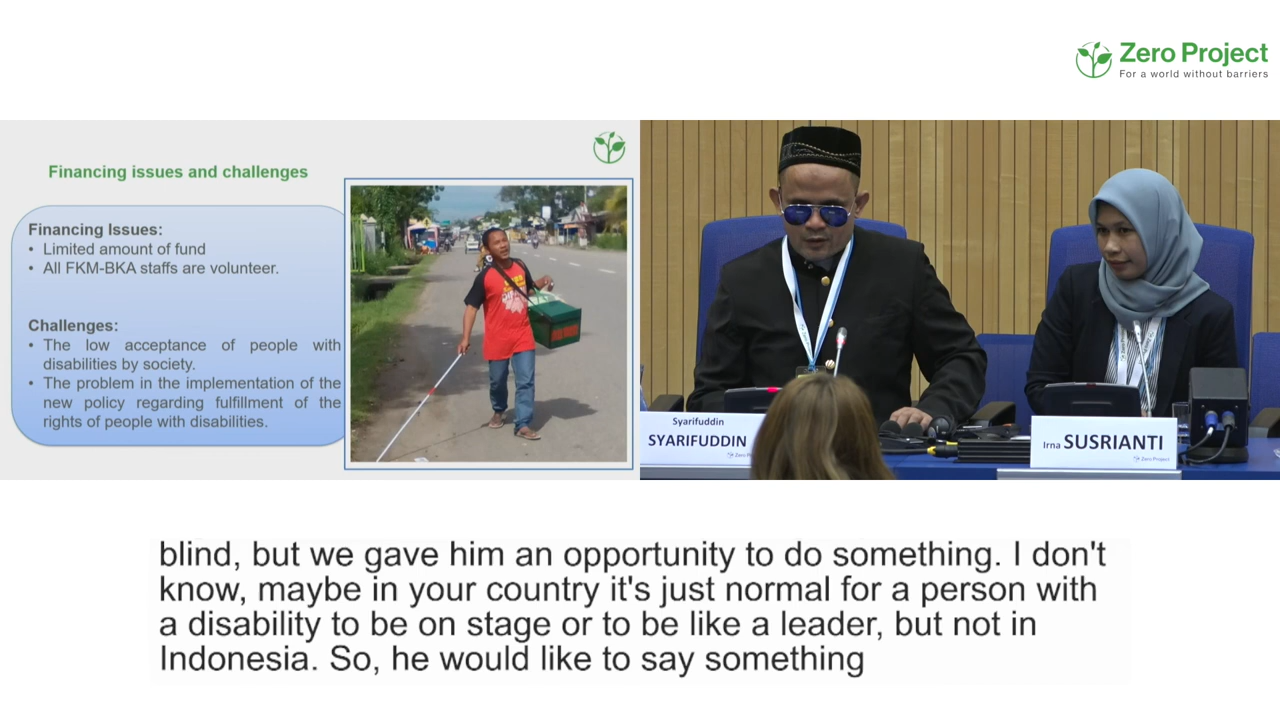 Zero Project
For a world without barriers
Financing issues and challenges
Financing Issues:
• Limited amount of fund
• All FKM-BKA staffs are volunteer.
Challenges:
• The low acceptance of people with
disabilities by society.
• The problem in the implementation of the
new policy regarding fulfillment of the
rights of people with disabilities.
Syarifuddin
SYARIFUDDIN
Irna SUSRIANTI
Zero Project
blind, but we gave him an opportunity to do something. I don't
know, maybe in your country it's just normal for a person with
a disability to be on stage or to be like a leader, but not in
Indonesia. So, he would like to say something